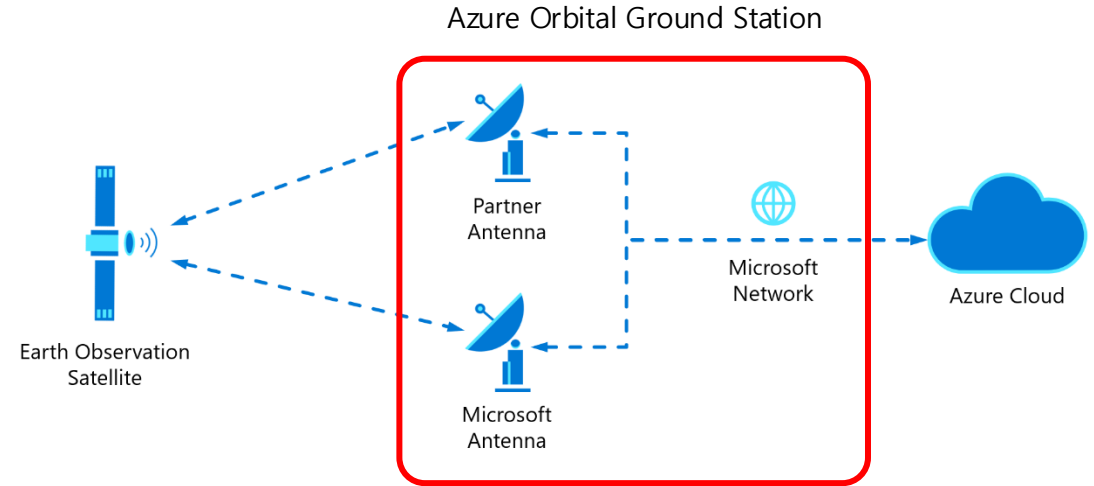 Azure Orbital Ground Station
Partner
Antenna
Microsoft
Network
Azure Cloud
Earth Observation
Satellite
Microsoft
Antenna